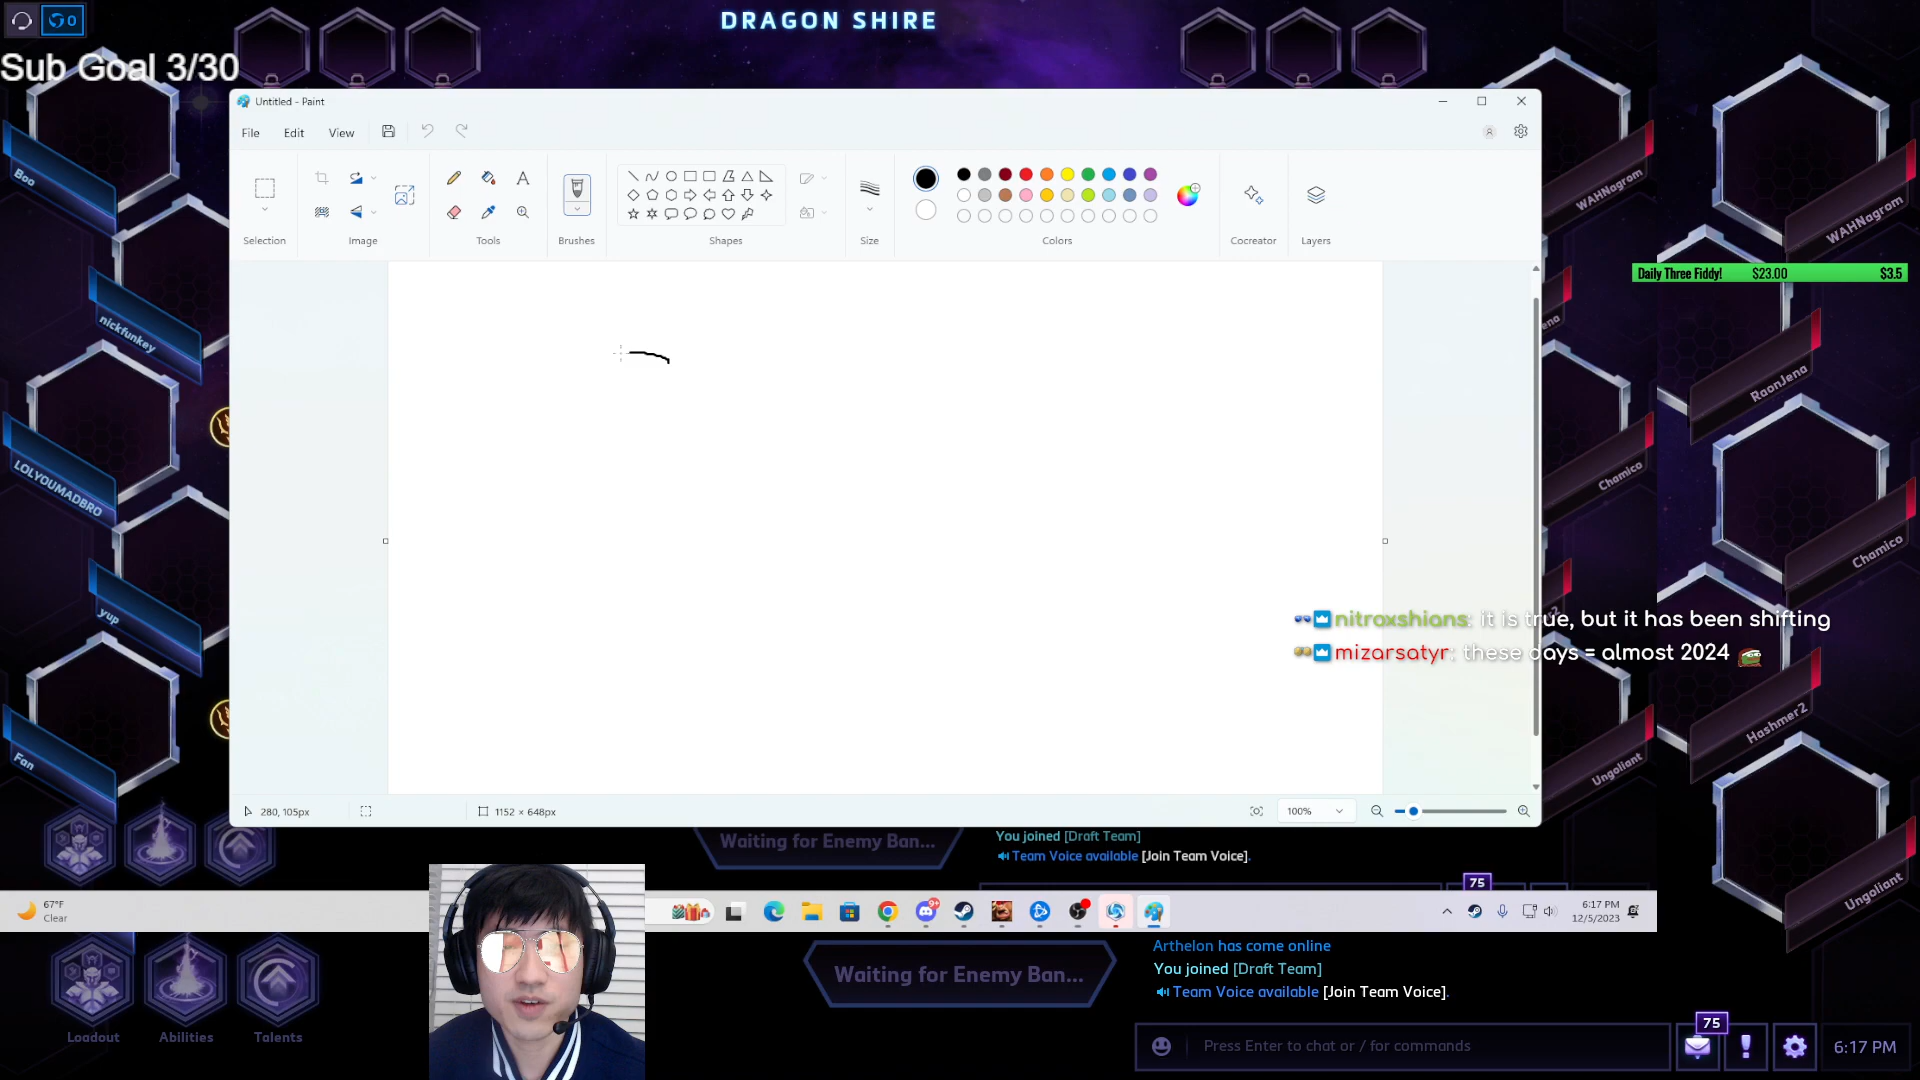 DRAGON SHIRE
0
Sub Goal 3/30
Untitled - Paint
File Edit View
Selection Image Tools Brushes Shapes Size Colors Cocreator Layers
A
280, 105px
1152 × 648px
100%
Boo
nickfunkey
LOLYOUMADBRO
yup
Fan
WAHNagrom
WAHNagrom
Daily Three Fiddy! $23.00 $3.5
ena
RaonJena
Chamico
Chamico
nitroxshians: it is true, but it has been shifting
mizarsatyr: these days = almost 2024
Hashmer2
Ungoliant
Ungoliant
Waiting for Enemy Ban...
You joined [Draft Team]
Team Voice available [Join Team Voice].
75
67°F
Clear
9+
6:17 PM
12/5/2023
Waiting for Enemy Ban...
Arthelon has come online
You joined [Draft Team]
Team Voice available [Join Team Voice].
Loadout Abilities Talents
75
Press Enter to chat or / for commands
6:17 PM